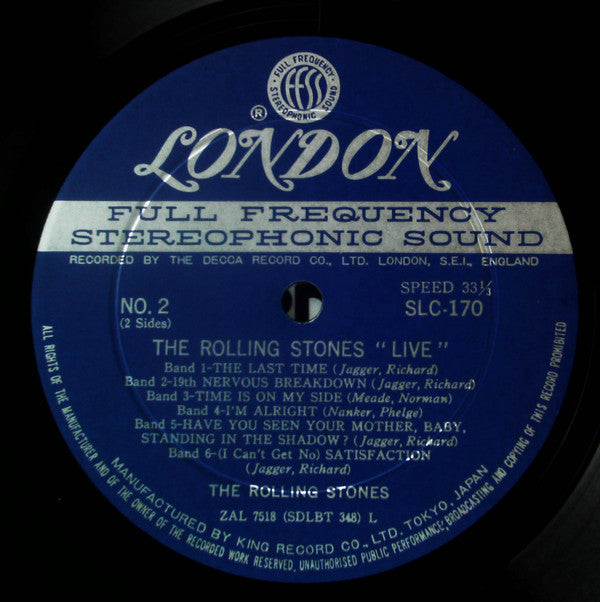 FULL FREQUENCY
FFSS
STEREOPHONIC SOUND
®
LONDON
FULL FREQUENCY
STEREOPHONIC SOUND
RECORDED BY THE DECCA RECORD CO., LTD. LONDON, S.E.I., ENGLAND
SPEED 33⅓
NO. 2
SLC-170
(2 Sides)
THE ROLLING STONES "LIVE"
Band 1-THE LAST TIME (Jagger, Richard)
Band 2-19th NERVOUS BREAKDOWN (Jagger, Richard)
Band 3-TIME IS ON MY SIDE (Meade, Norman)
Band 4-I'M ALRIGHT (Nanker, Phelge)
Band 5-HAVE YOU SEEN YOUR MOTHER, BABY,
STANDING IN THE SHADOW? (Jagger, Richard)
Band 6-(I Can't Get No) SATISFACTION
(Jagger, Richard)
THE ROLLING STONES
ZAL 7518 (SDLBT 348) L
MANUFACTURED BY KING RECORD CO., LTD. TOKYO, JAPAN
ALL RIGHTS OF THE MANUFACTURER AND OF THE OWNER OF THE RECORDED WORK RESERVED, UNAUTHORISED PUBLIC PERFORMANCE, BROADCASTING AND COPYING OF THIS RECORD PROHIBITED